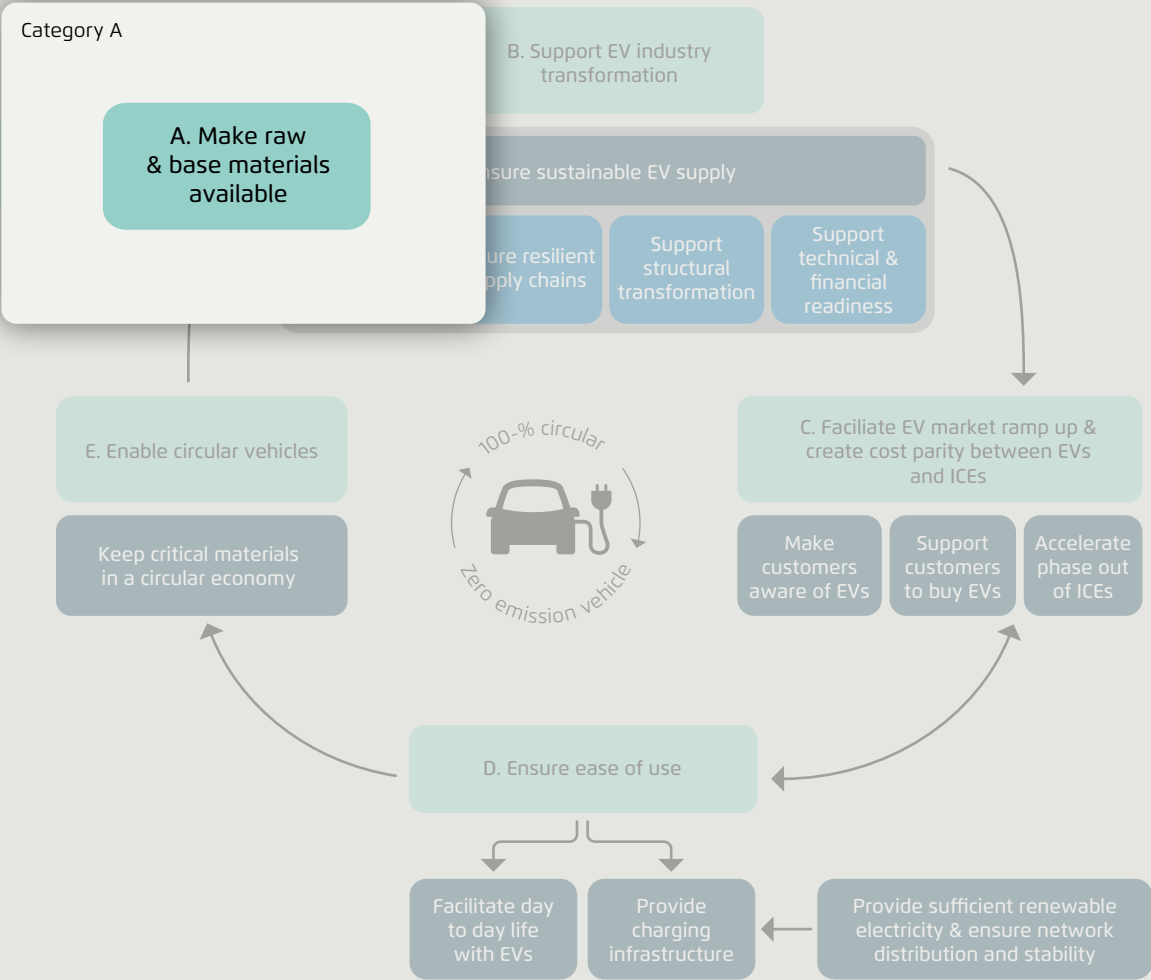 Category A
A. Make raw
& base materials
available
B. Support EV industry
transformation
sustainable EV supply
resilient
chains
Support
structural
transformation
Support
technical &
financial
readiness
E. Enable circular vehicles
Keep critical materials
in a circular economy
100-% circular
Zero emission vehicle
C. Faciliate EV market ramp up &
create cost parity between EVs
and ICEs
Make
customers
aware of EVs
Support
customers
to buy EVs
Accelerate
phase out
of ICEs
D. Ensure ease of use
Facilitate day
to day life
with EVs
Provide
charging
infrastructure
Provide sufficient renewable
electricity & ensure network
distribution and stability